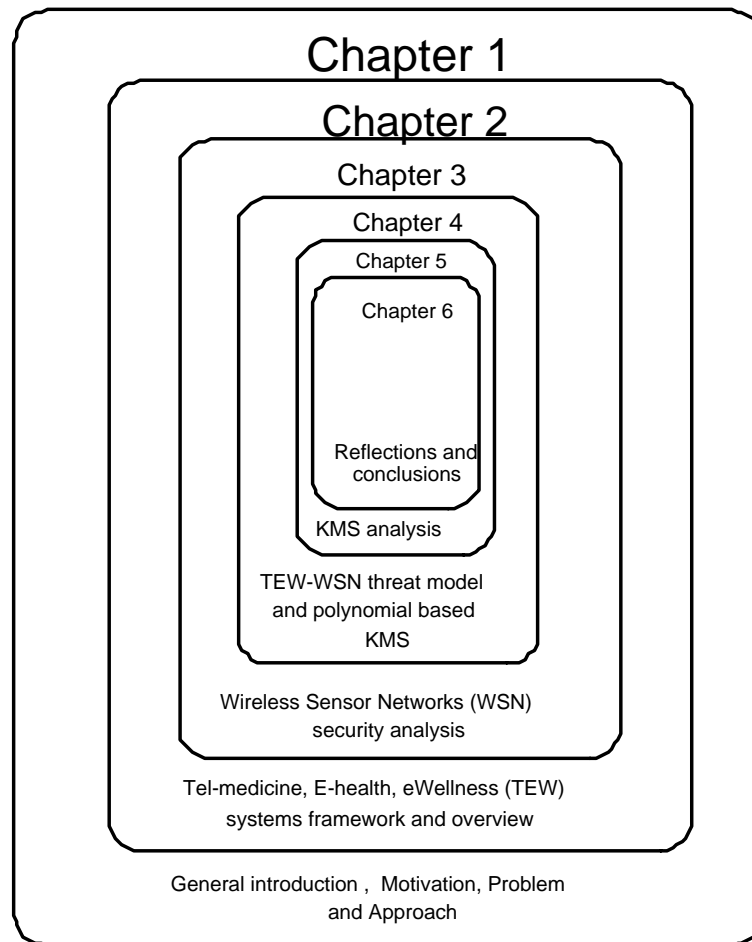 Chapter 1
Chapter 2
Chapter 3
Chapter 4
Chapter 5
Chapter 6
Reflections and
conclusions
KMS analysis
TEW-WSN threat model
and polynomial based
KMS
Wireless Sensor Networks (WSN)
security analysis
Tel-medicine, E-health, eWellness (TEW)
systems framework and overview
General introduction , Motivation, Problem
and Approach